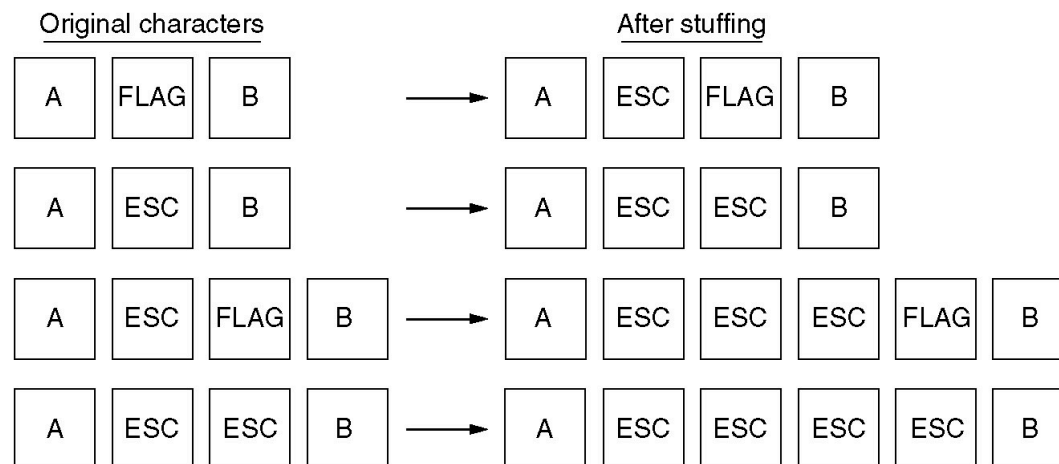 Original characters After stuffing
A FLAG B A ESC FLAG B
A ESC B A ESC ESC B
A ESC FLAG B A ESC ESC ESC FLAG B
A ESC ESC B A ESC ESC ESC ESC B